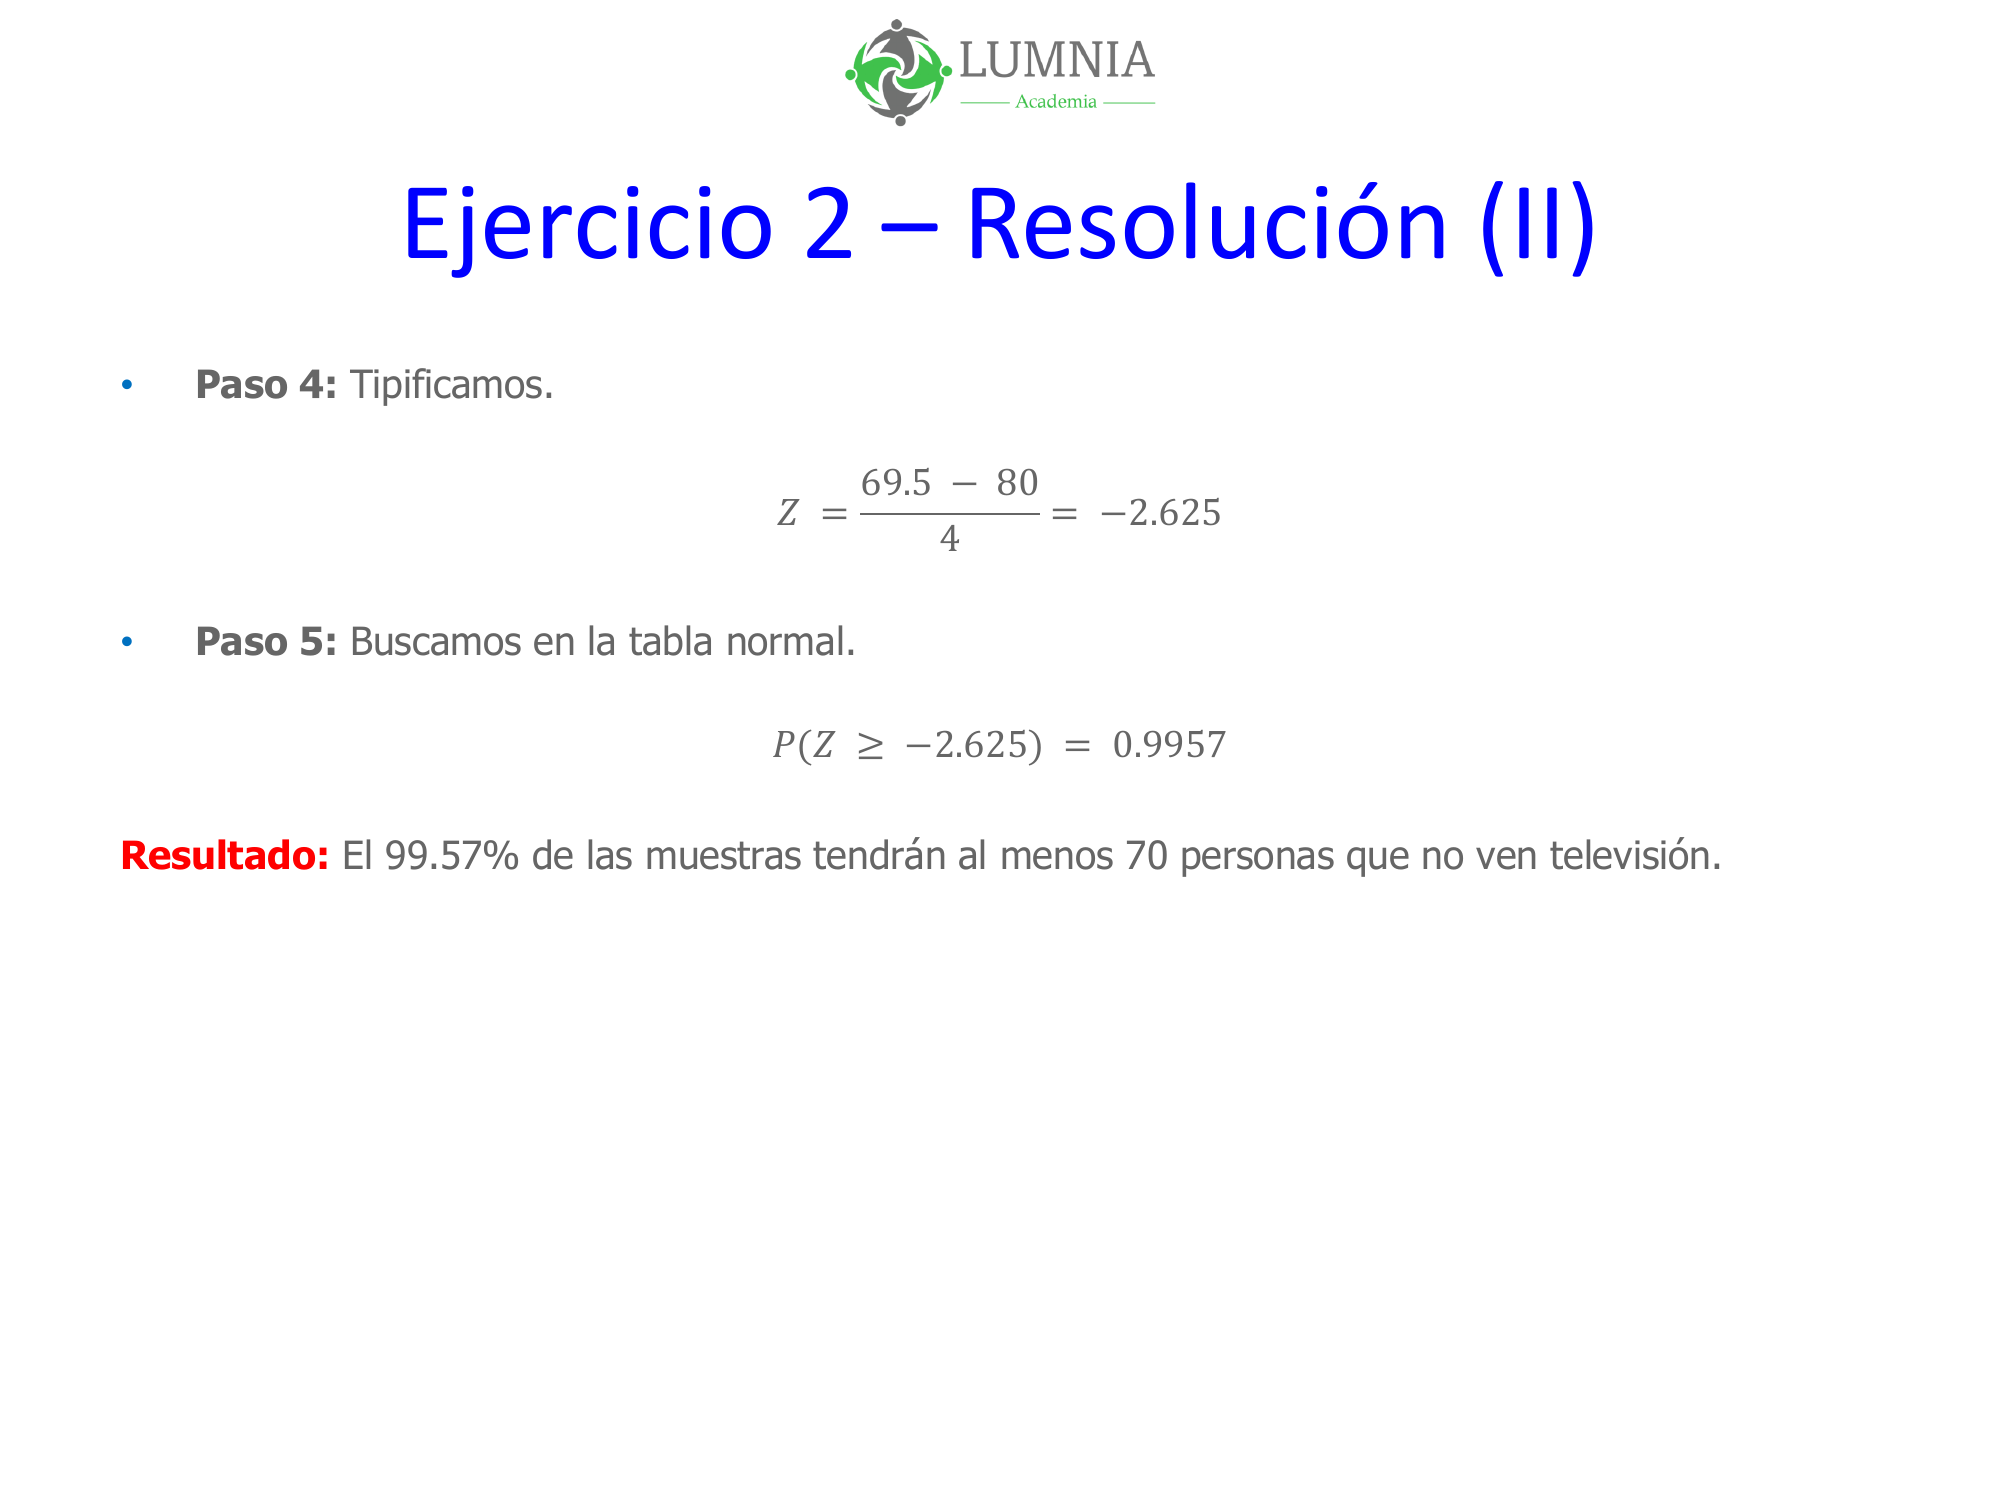 LUMNIA
Academia
Ejercicio 2 – Resolución (II)
• Paso 4: Tipificamos.
Z = \frac{69.5 − 80}{4} = −2.625
• Paso 5: Buscamos en la tabla normal.
P(Z ≥ −2.625) = 0.9957
Resultado: El 99.57% de las muestras tendrán al menos 70 personas que no ven televisión.